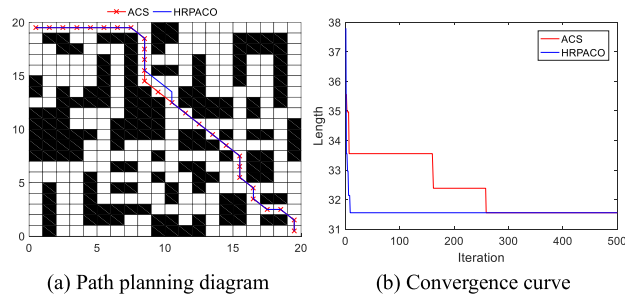 ACS HRPACO
20
15
10
5
0
0 5 10 15 20
(a) Path planning diagram
38
37
36
35
34
33
32
31
Length
ACS
HRPACO
0 100 200 300 400 500
Iteration
(b) Convergence curve